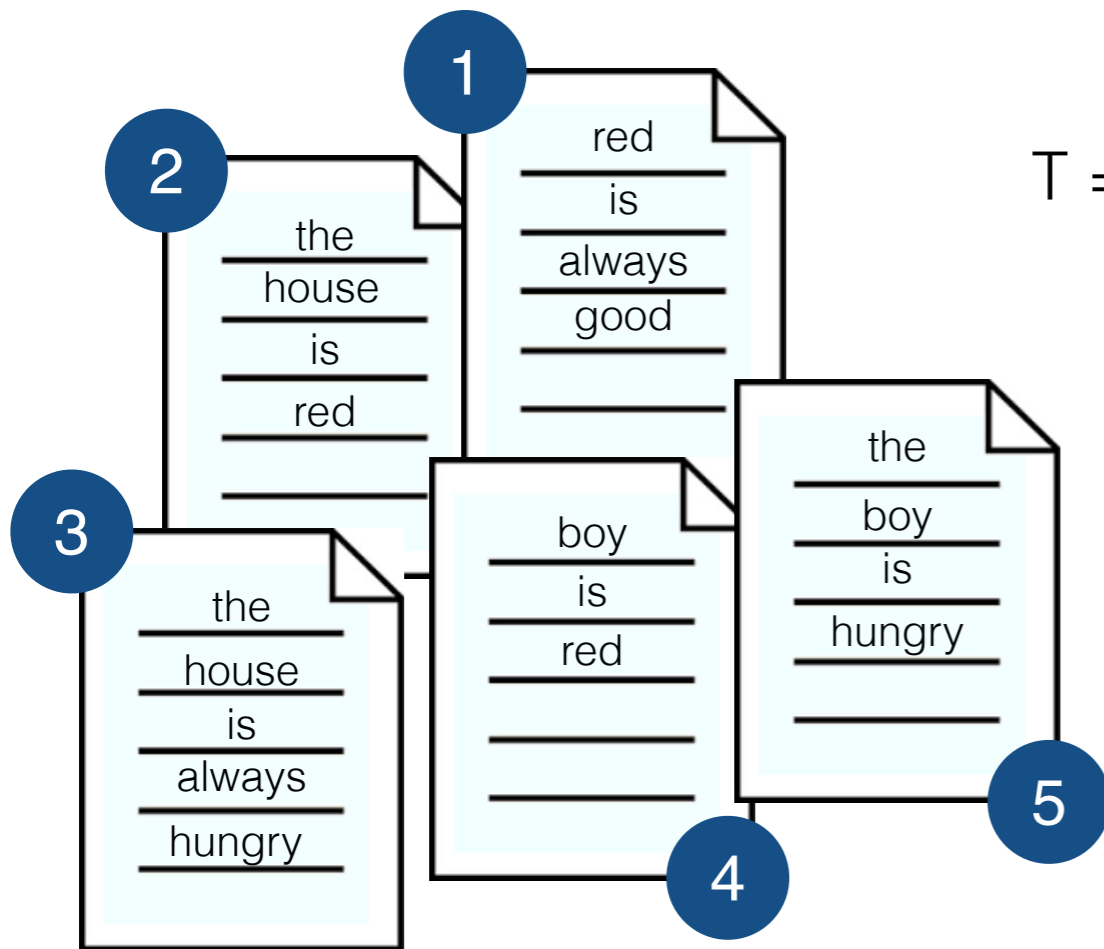 1
red
is
always
good
T =
2
the
house
is
red
3
the
house
is
always
hungry
boy
is
red
4
the
boy
is
hungry
5